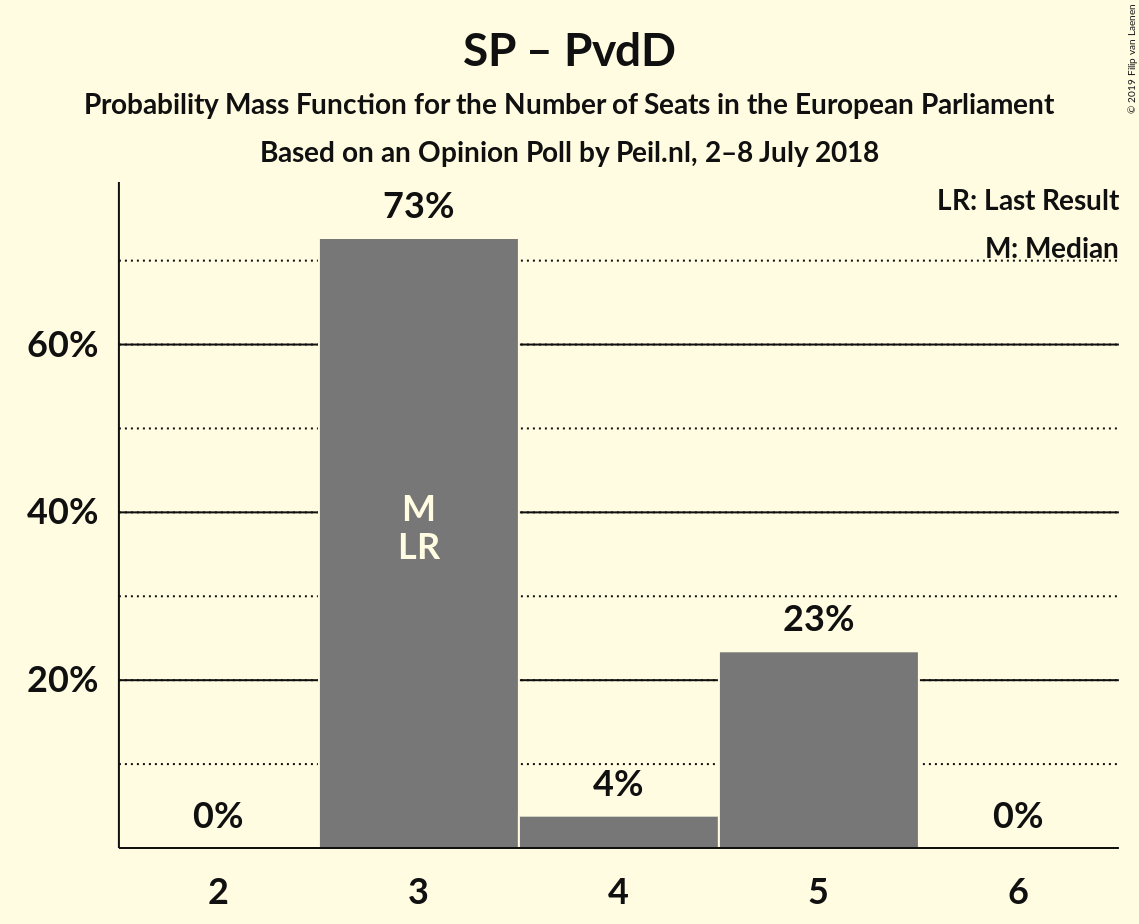 SP – PvdD
Probability Mass Function for the Number of Seats in the European Parliament
Based on an Opinion Poll by Peil.nl, 2–8 July 2018
© 2019 Filip van Laenen
LR: Last Result
M: Median
73%
60%
40%
20%
M
LR
0%
4%
23%
0%
2
3
4
5
6